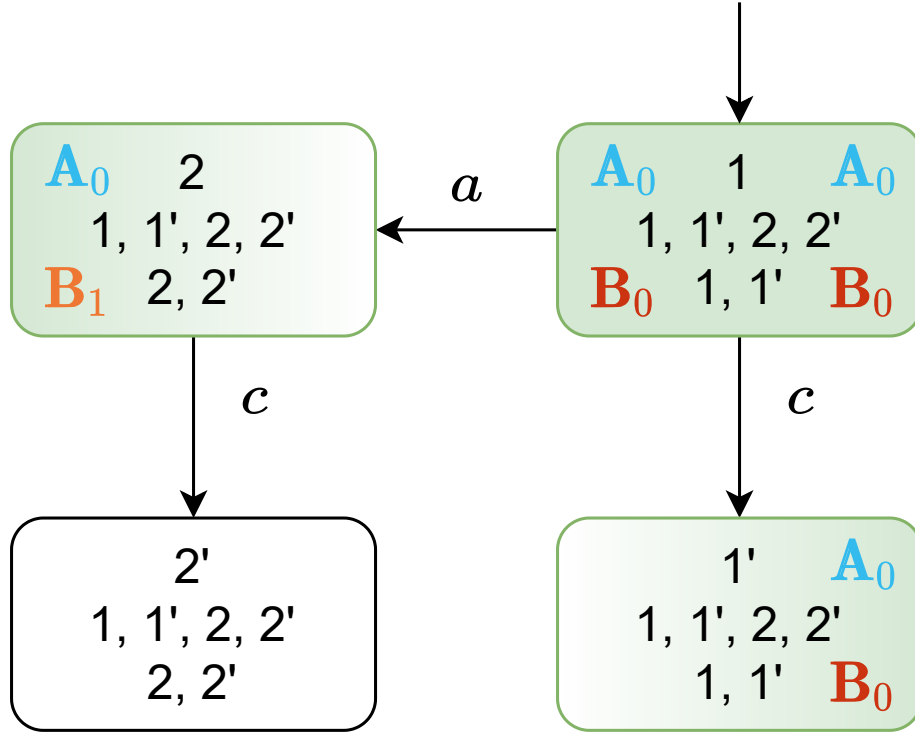 A₀ 2
1, 1', 2, 2'
B₁ 2, 2'
a
A₀ 1 A₀
1, 1', 2, 2'
B₀ 1, 1' B₀
c
c
2'
1, 1', 2, 2'
2, 2'
1' A₀
1, 1', 2, 2'
1, 1' B₀